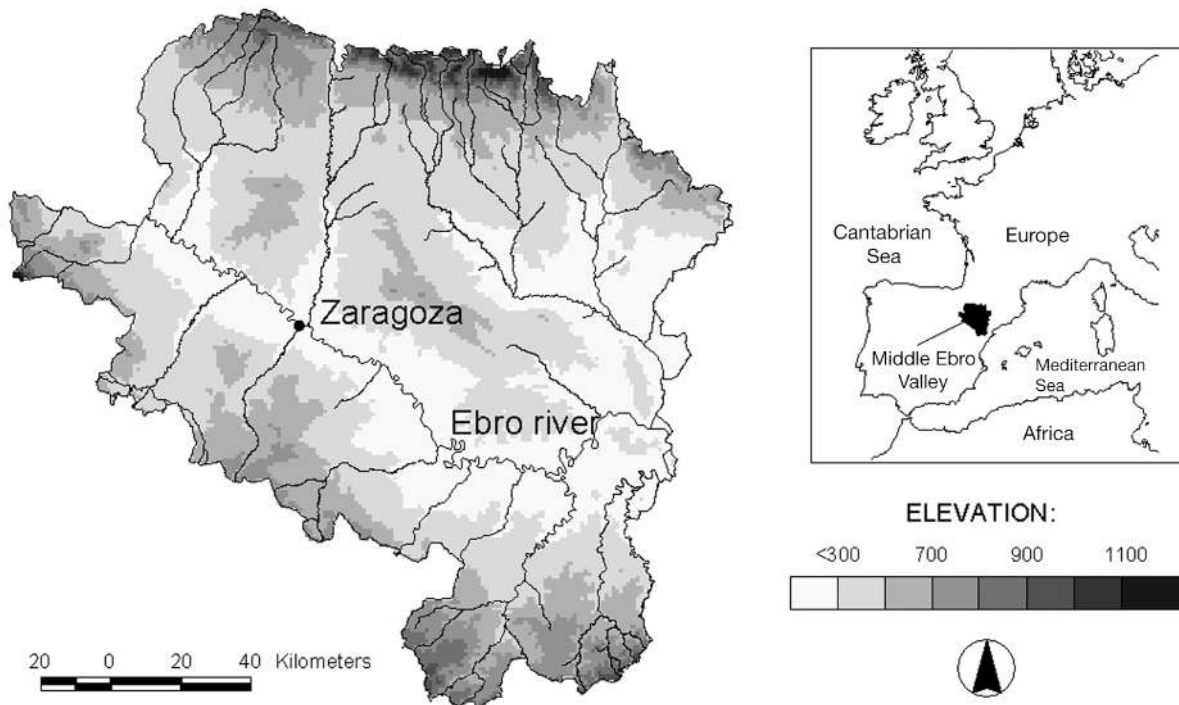 Zaragoza
Ebro river
20 0 20 40 Kilometers
Cantabrian
Sea
Europe
Middle Ebro
Valley
Mediterranean
Sea
Africa
ELEVATION:
<300 700 900 1100